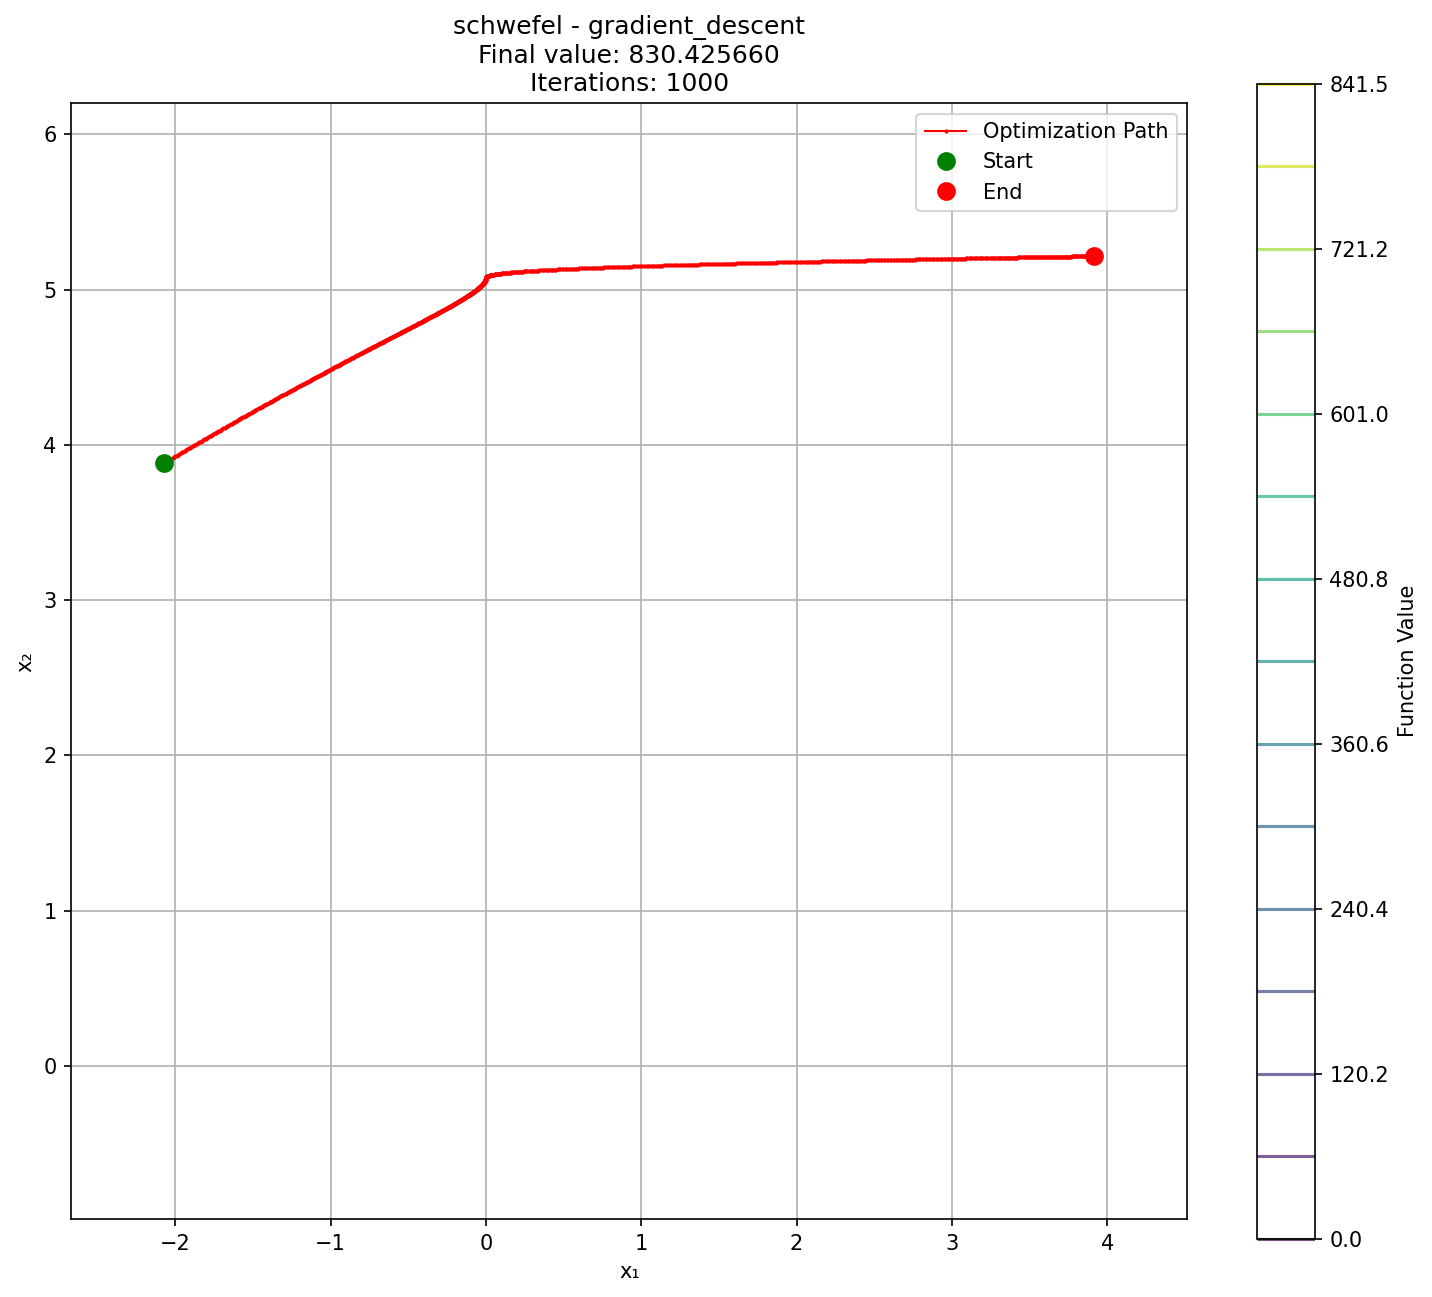 schwefel - gradient_descent
Final value: 830.425660
Iterations: 1000
Optimization Path
Start
End
6
5
4
3
2
1
0
−2
−1
0
1
2
3
4
x₁
x₂
841.5
721.2
601.0
480.8
360.6
240.4
120.2
0.0
Function Value